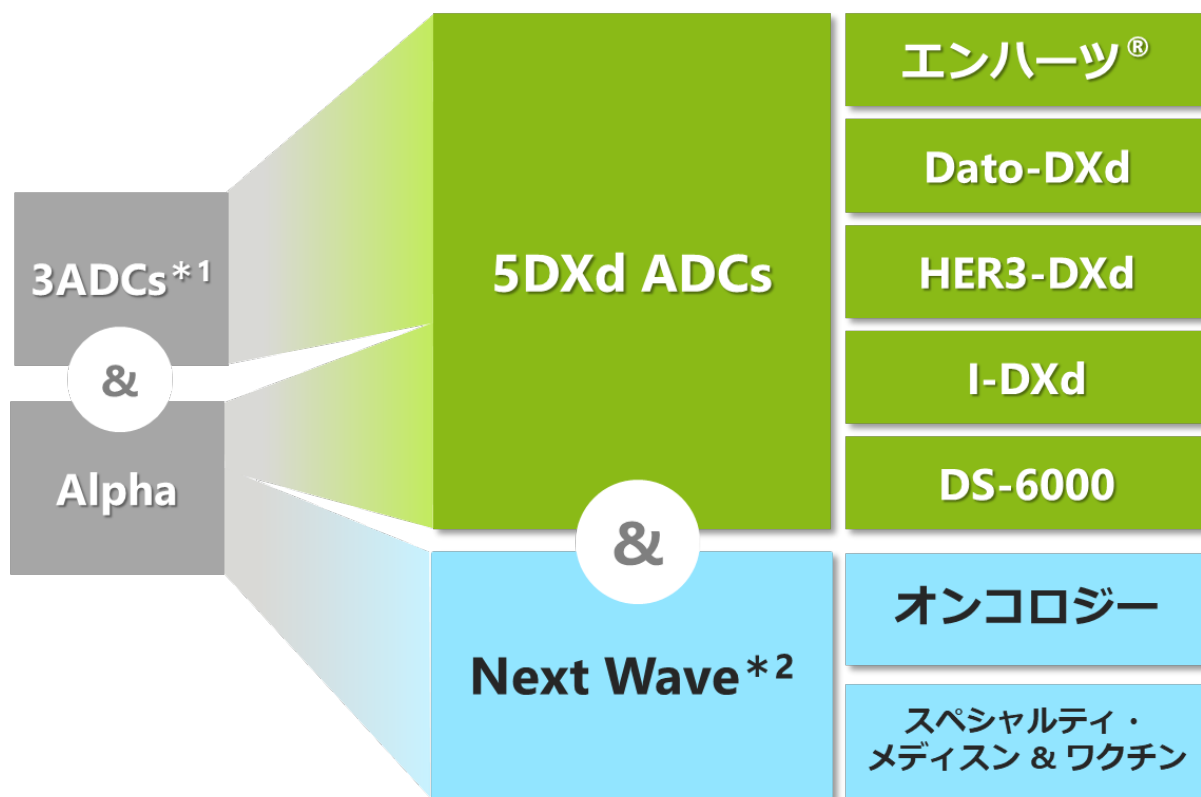 3ADCs*1
&
Alpha
5DXd ADCs
&
Next Wave*2
エンハーツ®
Dato-DXd
HER3-DXd
I-DXd
DS-6000
オンコロジー
スペシャルティ・
メディスン & ワクチン